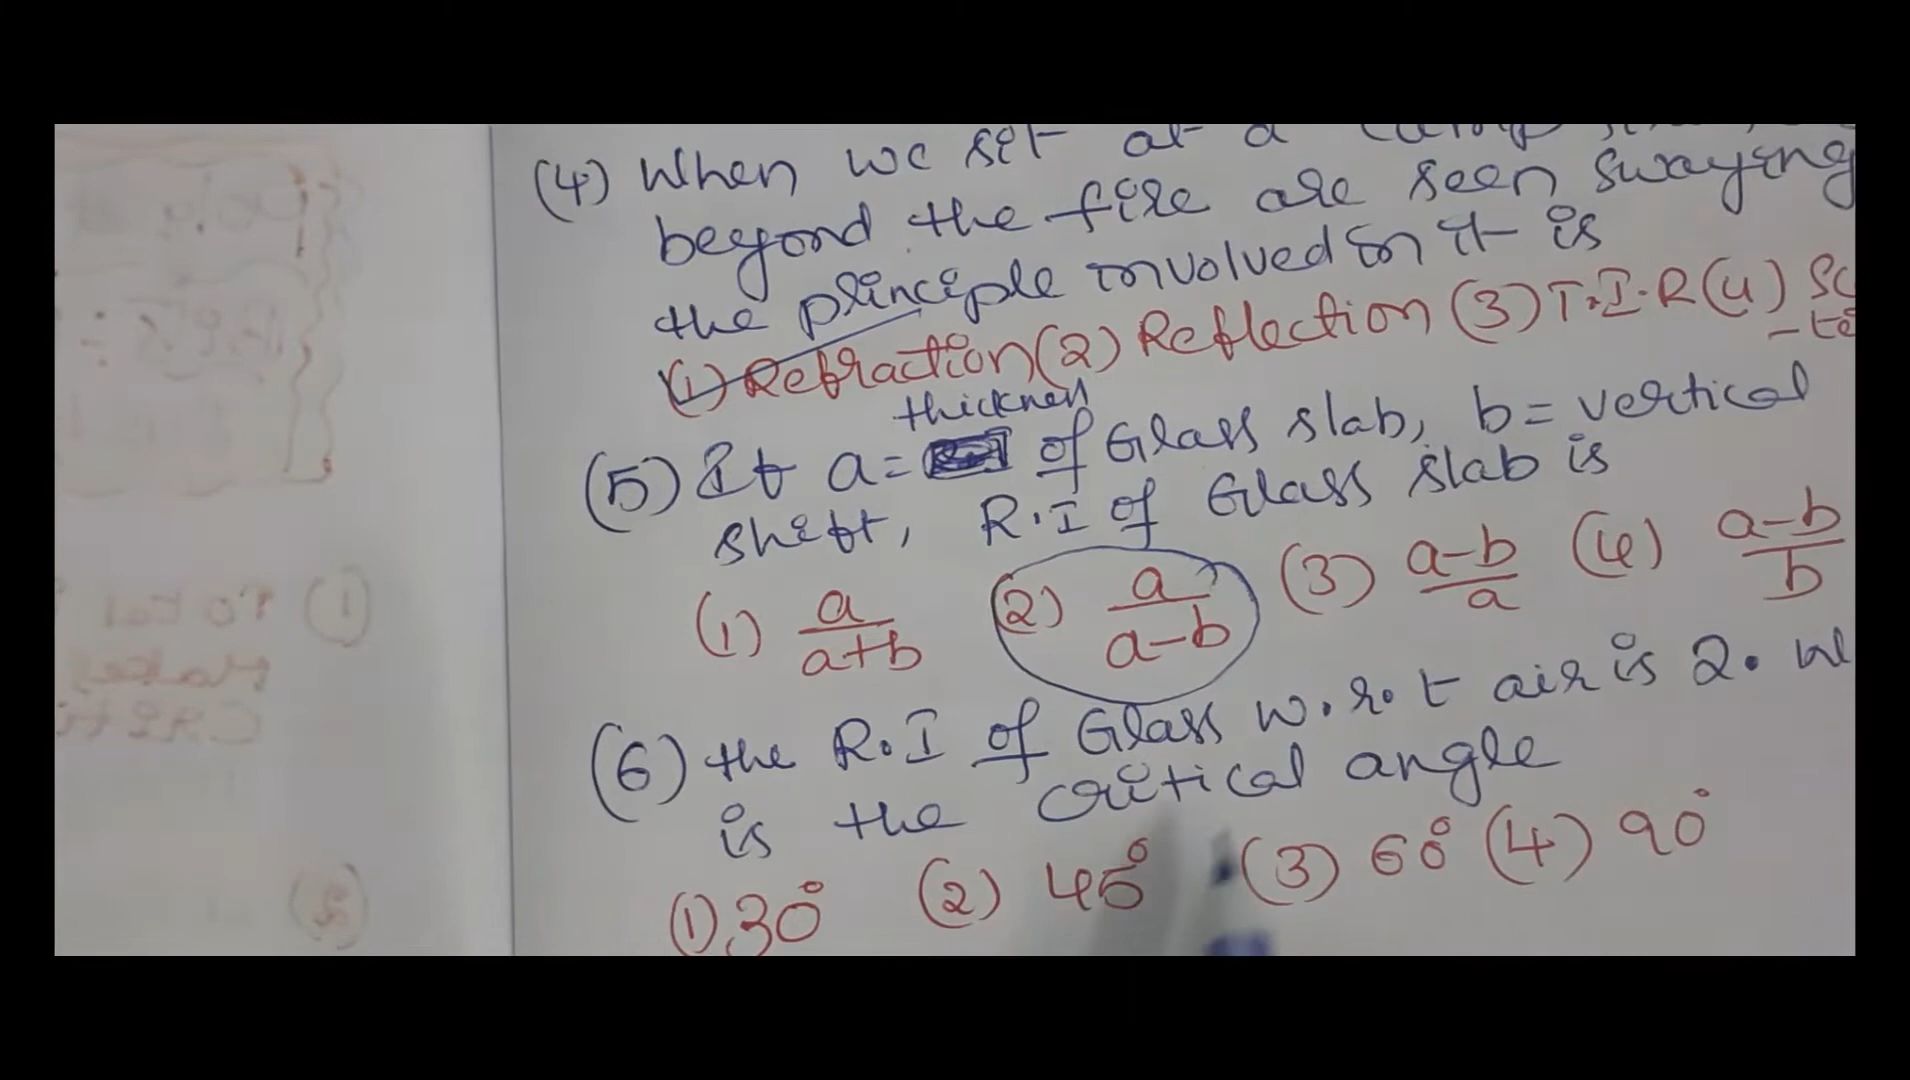 (4) When we sit at a
beyond the fire are seen swaying
the principle involved in it is
(1) Refraction (2) Reflection (3) T.I.R (4) Sc
-te
thickness
(5) If a = of Glass slab, b = vertical
shift, R.I of Glass slab is
(1) a/(a+b) (2) a/(a-b) (3) (a-b)/a (4) (a-b)/b
(6) the R.I of Glass w.r.t air is 2.
is the critical angle
(1) 30° (2) 45° (3) 60° (4) 90°